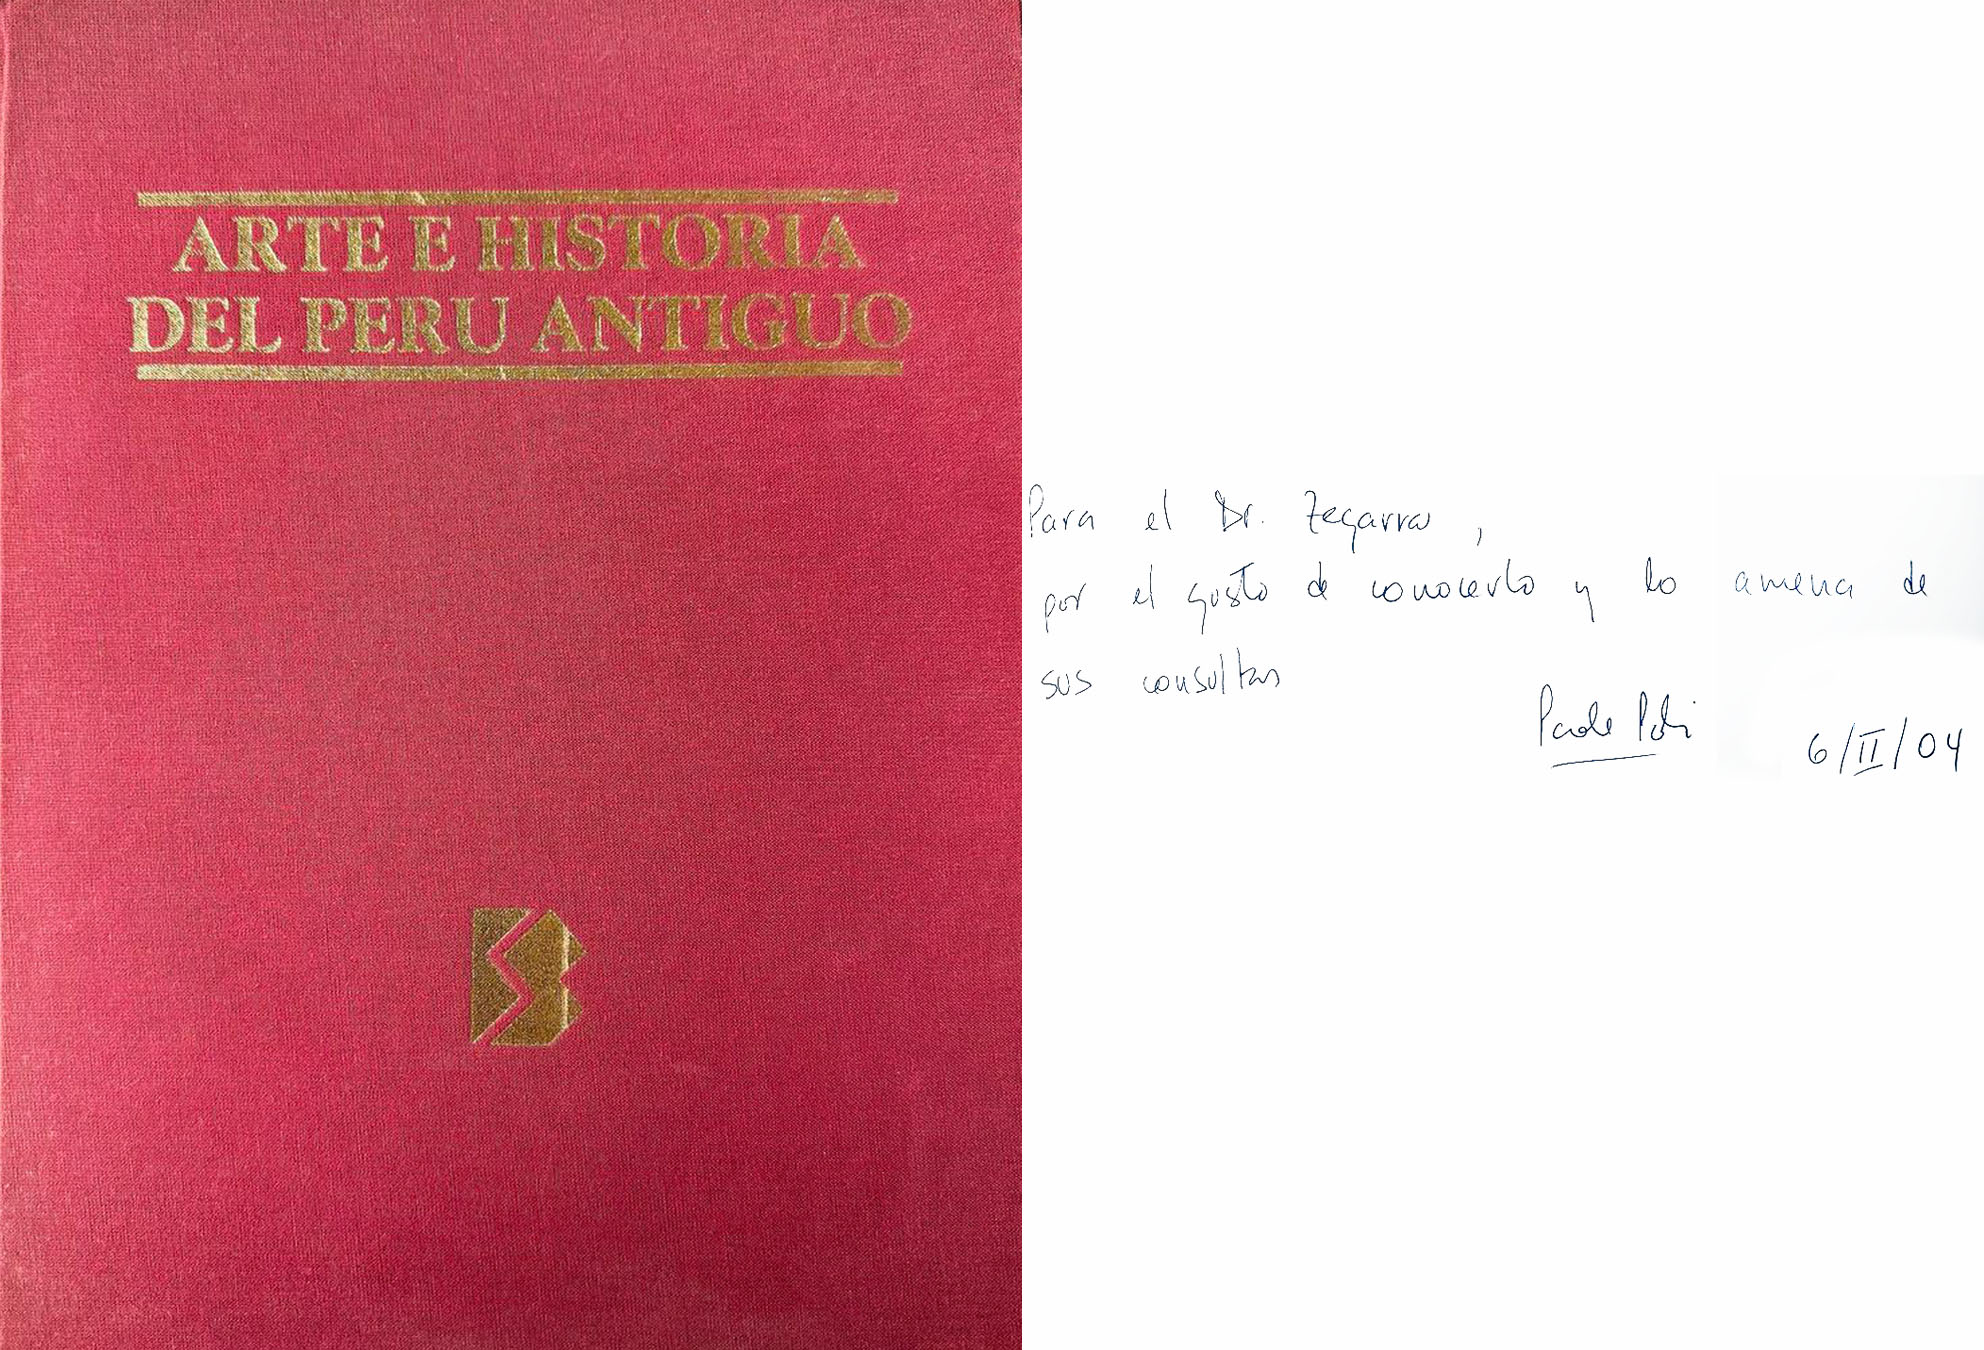 ARTE E HISTORIA
DEL PERU ANTIGUO
Para el Dr. Zegarra,
por el gusto de conocerlo y lo amena de
sus consultas
6/II/04